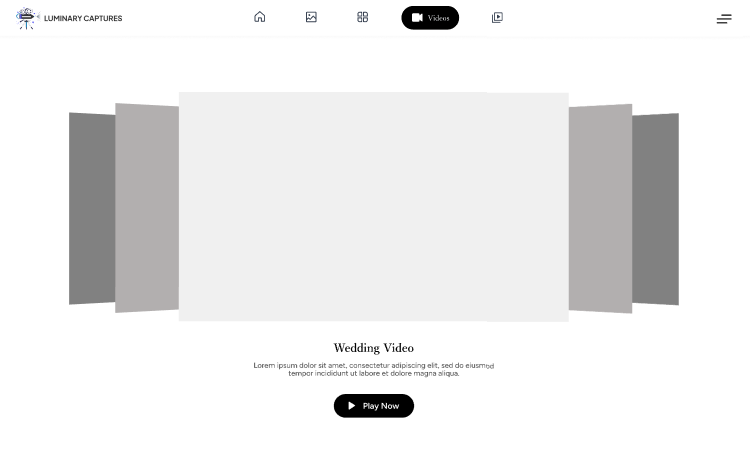 LUMINARY CAPTURES
Videos
Wedding Video
Lorem ipsum dolor sit amet, consectetur adipiscing elit, sed do eiusmod
tempor incididunt ut labore et dolore magna aliqua.
Play Now